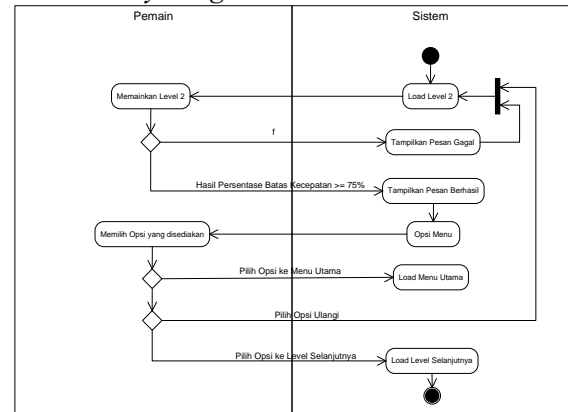 Pemain
Sistem
Load Level 2
Memainkan Level 2
f
Tampilkan Pesan Gagal
Hasil Persentase Batas Kecepatan >= 75%
Tampilkan Pesan Berhasil
Opsi Menu
Memilih Opsi yang disediakan
Pilih Opsi ke Menu Utama
Load Menu Utama
Pilih Opsi Ulangi
Pilih Opsi ke Level Selanjutnya
Load Level Selanjutnya